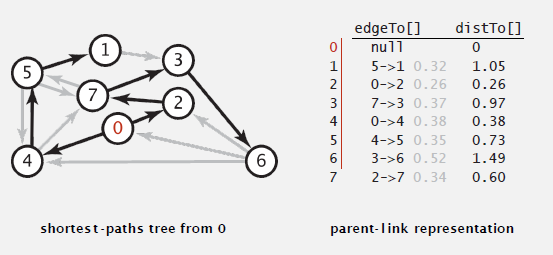 edgeTo[] distTo[]
0 null 0
1 5->1 0.32 1.05
2 0->2 0.26 0.26
3 7->3 0.37 0.97
4 0->4 0.38 0.38
5 4->5 0.35 0.73
6 3->6 0.52 1.49
7 2->7 0.34 0.60
1
3
5
7
2
0
4
6
shortest-paths tree from 0
parent-link representation